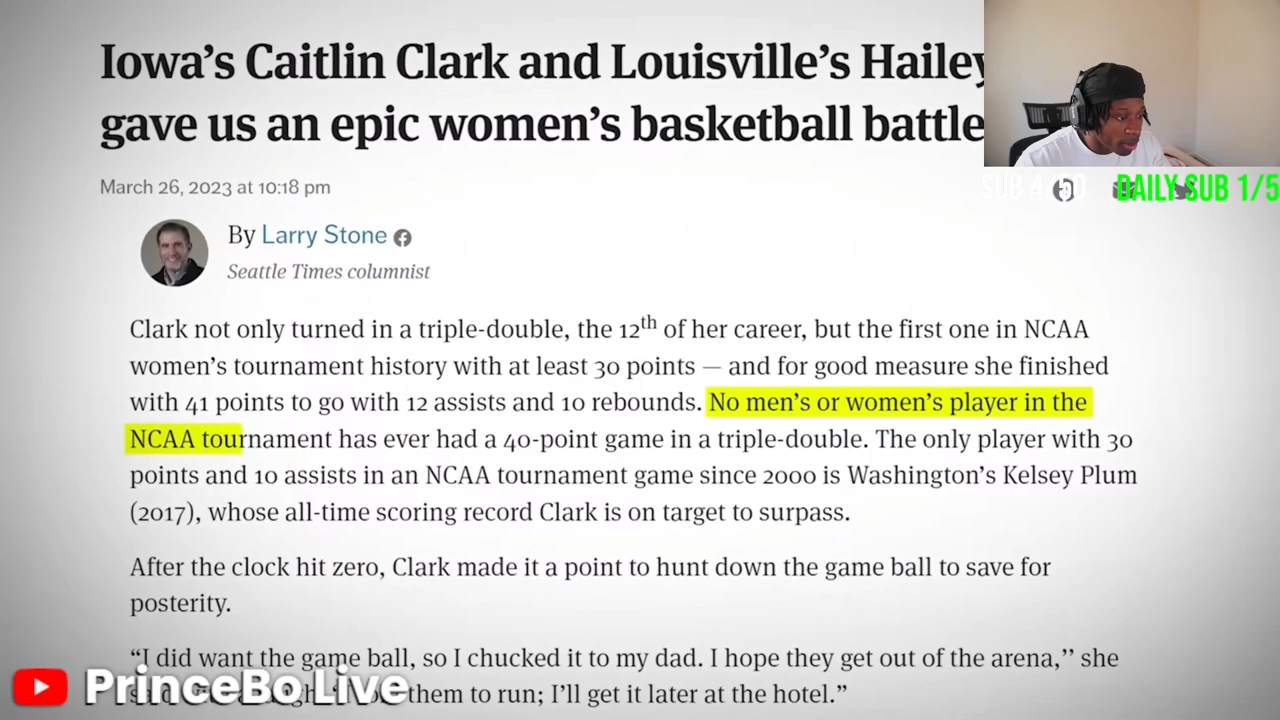 Iowa’s Caitlin Clark and Louisville’s Hailey
gave us an epic women’s basketball battle
March 26, 2023 at 10:18 pm
SUB 4/50 DAILY SUB 1/5
By Larry Stone
Seattle Times columnist
Clark not only turned in a triple-double, the 12th of her career, but the first one in NCAA
women’s tournament history with at least 30 points — and for good measure she finished
with 41 points to go with 12 assists and 10 rebounds. No men’s or women’s player in the
NCAA tournament has ever had a 40-point game in a triple-double. The only player with 30
points and 10 assists in an NCAA tournament game since 2000 is Washington’s Kelsey Plum
(2017), whose all-time scoring record Clark is on target to surpass.
After the clock hit zero, Clark made it a point to hunt down the game ball to save for
posterity.
“I did want the game ball, so I chucked it to my dad. I hope they get out of the arena,’’ she
them to run; I’ll get it later at the hotel.”
PrinceBo Live